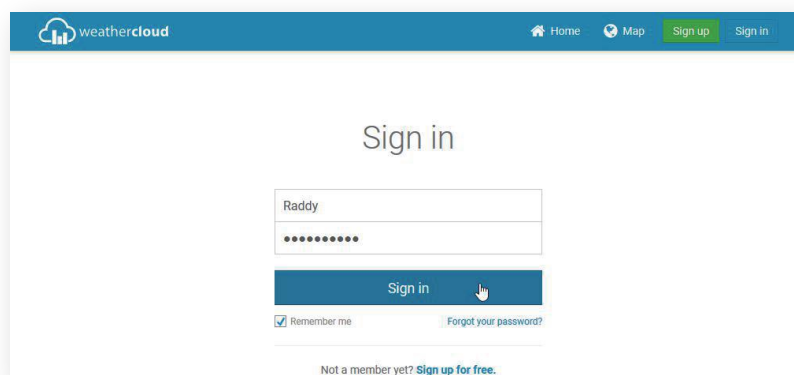 weathercloud Home Map Sign up Sign in
Sign in
Raddy
••••••••••
Sign in
Remember me Forgot your password?
Not a member yet? Sign up for free.